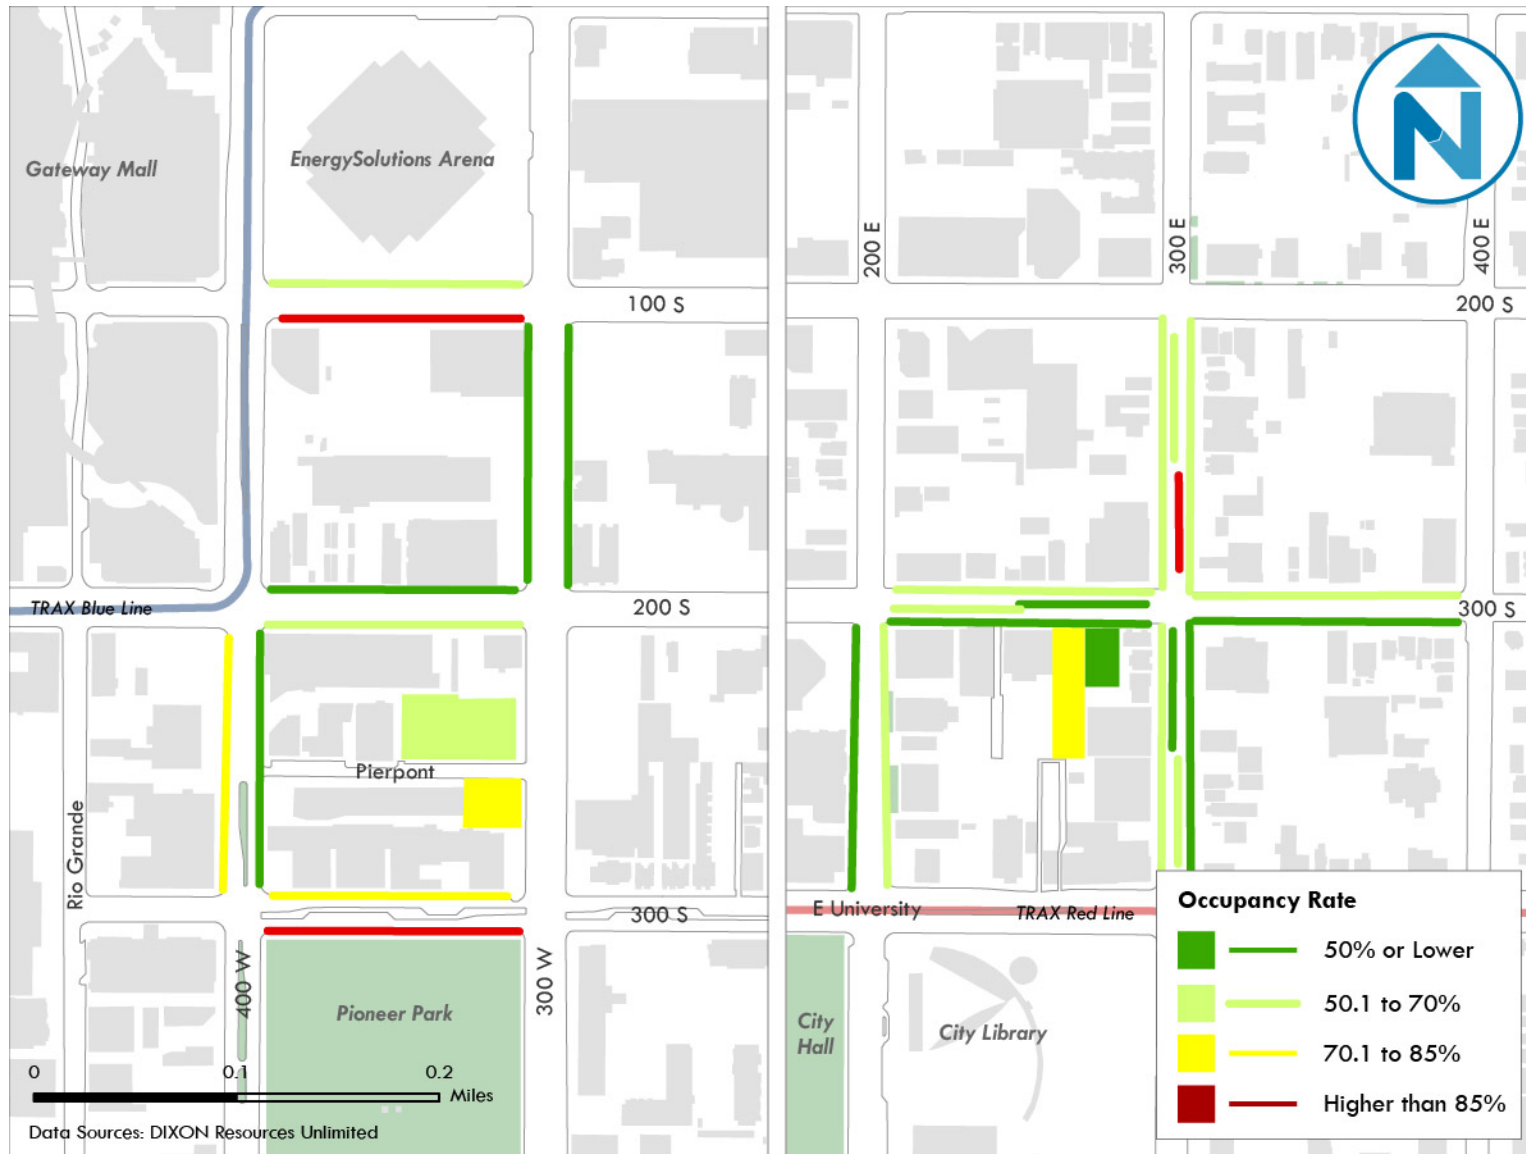 Gateway Mall
EnergySolutions Arena
100 S
TRAX Blue Line
200 S
Pierpont
Rio Grande
300 S
400 W
300 W
Pioneer Park
0 0.1 0.2
Miles
Data Sources: DIXON Resources Unlimited
N
200 E
300 E
400 E
200 S
300 S
E University
TRAX Red Line
City
Hall
City Library
Occupancy Rate
50% or Lower
50.1 to 70%
70.1 to 85%
Higher than 85%